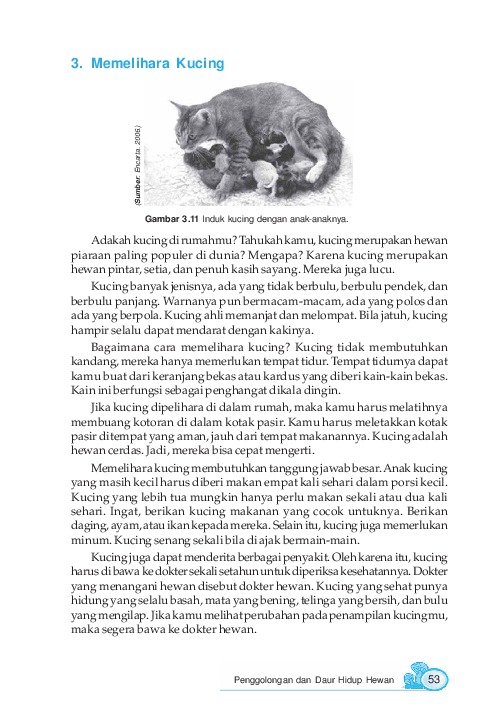 3. Memelihara Kucing
(Sumber: Encarta, 2006.)
Gambar 3.11 Induk kucing dengan anak-anaknya.
Adakah kucing di rumahmu? Tahukah kamu, kucing merupakan hewan
piaraan paling populer di dunia? Mengapa? Karena kucing merupakan
hewan pintar, setia, dan penuh kasih sayang. Mereka juga lucu.
Kucing banyak jenisnya, ada yang tidak berbulu, berbulu pendek, dan
berbulu panjang. Warnanya pun bermacam-macam, ada yang polos dan
ada yang berpola. Kucing ahli memanjat dan melompat. Bila jatuh, kucing
hampir selalu dapat mendarat dengan kakinya.
Bagaimana cara memelihara kucing? Kucing tidak membutuhkan
kandang, mereka hanya memerlukan tempat tidur. Tempat tidurnya dapat
kamu buat dari keranjang bekas atau kardus yang diberi kain-kain bekas.
Kain ini berfungsi sebagai penghangat dikala dingin.
Jika kucing dipelihara di dalam rumah, maka kamu harus melatihnya
membuang kotoran di dalam kotak pasir. Kamu harus meletakkan kotak
pasir ditempat yang aman, jauh dari tempat makanannya. Kucing adalah
hewan cerdas. Jadi, mereka bisa cepat mengerti.
Memelihara kucing membutuhkan tanggung jawab besar. Anak kucing
yang masih kecil harus diberi makan empat kali sehari dalam porsi kecil.
Kucing yang lebih tua mungkin hanya perlu makan sekali atau dua kali
sehari. Ingat, berikan kucing makanan yang cocok untuknya. Berikan
daging, ayam, atau ikan kepada mereka. Selain itu, kucing juga memerlukan
minum. Kucing senang sekali bila di ajak bermain-main.
Kucing juga dapat menderita berbagai penyakit. Oleh karena itu, kucing
harus di bawa ke dokter sekali setahun untuk diperiksa kesehatannya. Dokter
yang menangani hewan disebut dokter hewan. Kucing yang sehat punya
hidung yang selalu basah, mata yang bening, telinga yang bersih, dan bulu
yang mengilap. Jika kamu melihat perubahan pada penampilan kucingmu,
maka segera bawa ke dokter hewan.
Penggolongan dan Daur Hidup Hewan 53